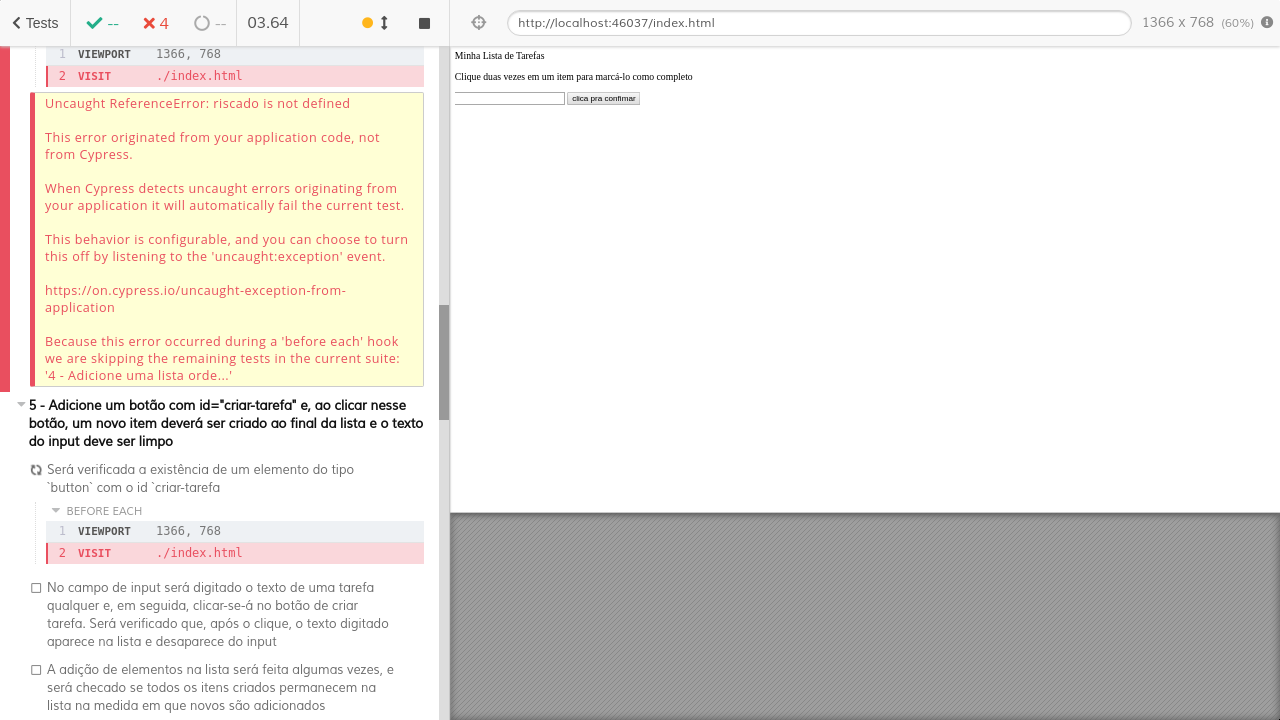 Tests
--
4
--
03.64
http://localhost:46037/index.html
1366 x 768 (60%)
1 VIEWPORT 1366, 768
2 VISIT ./index.html
Uncaught ReferenceError: riscado is not defined
This error originated from your application code, not
from Cypress.
When Cypress detects uncaught errors originating from
your application it will automatically fail the current test.
This behavior is configurable, and you can choose to turn
this off by listening to the 'uncaught:exception' event.
https://on.cypress.io/uncaught-exception-from-
application
Because this error occurred during a 'before each' hook
we are skipping the remaining tests in the current suite:
'4 - Adicione uma lista orde...'
5 - Adicione um botão com id="criar-tarefa" e, ao clicar nesse
botão, um novo item deverá ser criado ao final da lista e o texto
do input deve ser limpo
Será verificada a existência de um elemento do tipo
`button` com o id `criar-tarefa
BEFORE EACH
1 VIEWPORT 1366, 768
2 VISIT ./index.html
No campo de input será digitado o texto de uma tarefa
qualquer e, em seguida, clicar-se-á no botão de criar
tarefa. Será verificado que, após o clique, o texto digitado
aparece na lista e desaparece do input
A adição de elementos na lista será feita algumas vezes, e
será checado se todos os itens criados permanecem na
lista na medida em que novos são adicionados
Minha Lista de Tarefas
Clique duas vezes em um item para marcá-lo como completo
clica pra confimar